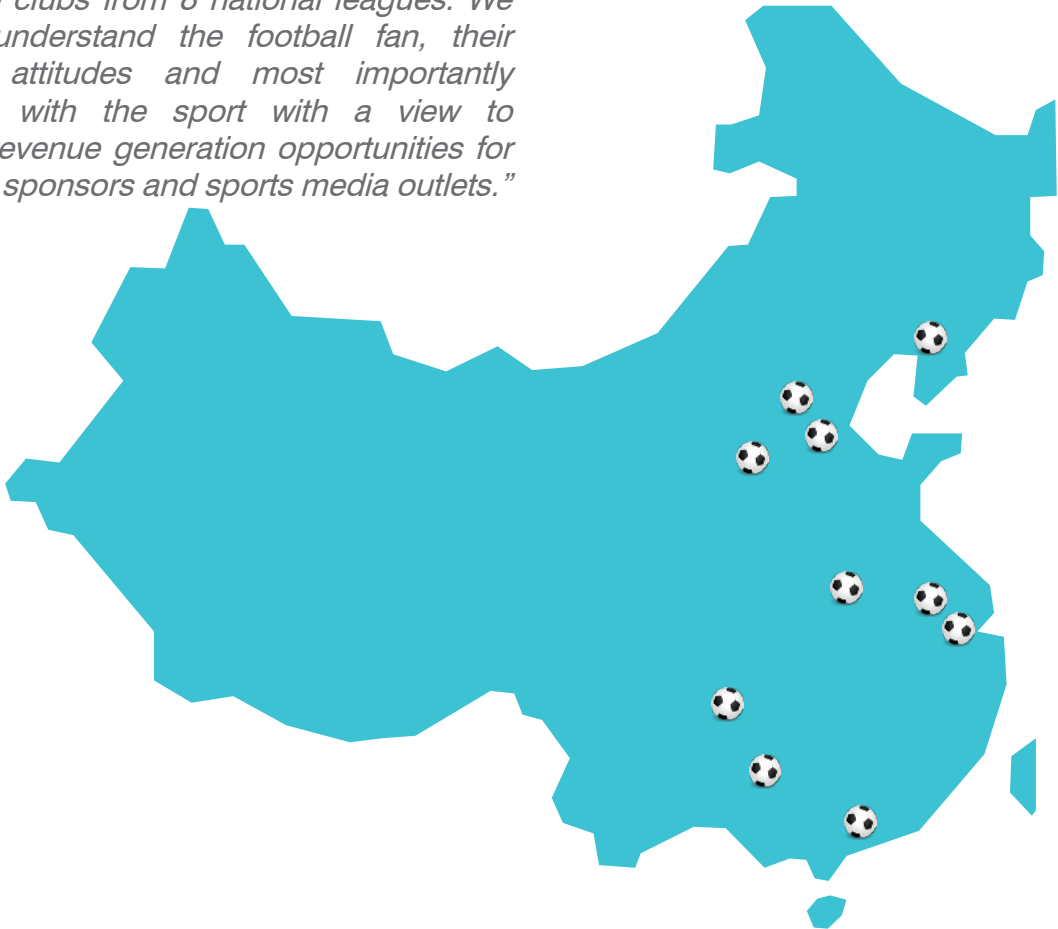 clubs from 8 national leagues. We
understand the football fan, their
attitudes and most importantly
with the sport with a view to
revenue generation opportunities for
sponsors and sports media outlets.”